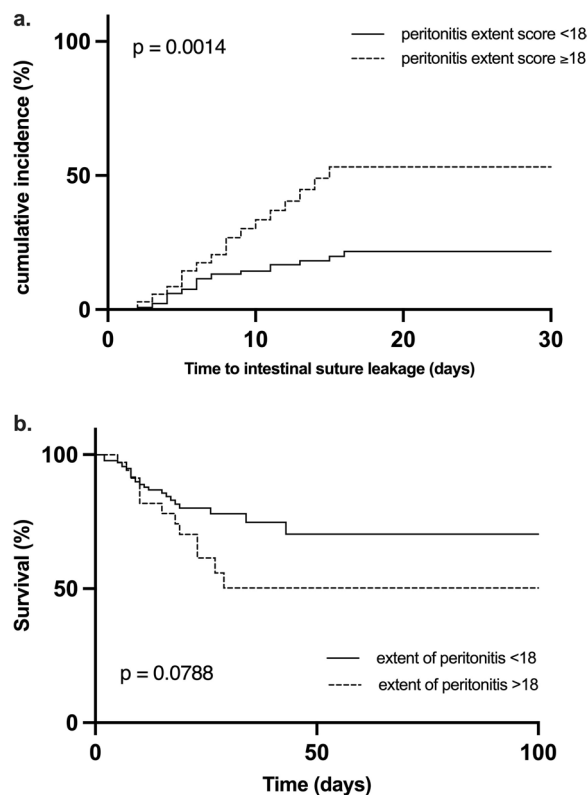 a.
100
p = 0.0014
peritonitis extent score <18
peritonitis extent score ≥18
cumulative incidence (%)
50
0
0 10 20 30
Time to intestinal suture leakage (days)
b.
100
Survival (%)
50
p = 0.0788
extent of peritonitis <18
extent of peritonitis >18
0
0 50 100
Time (days)